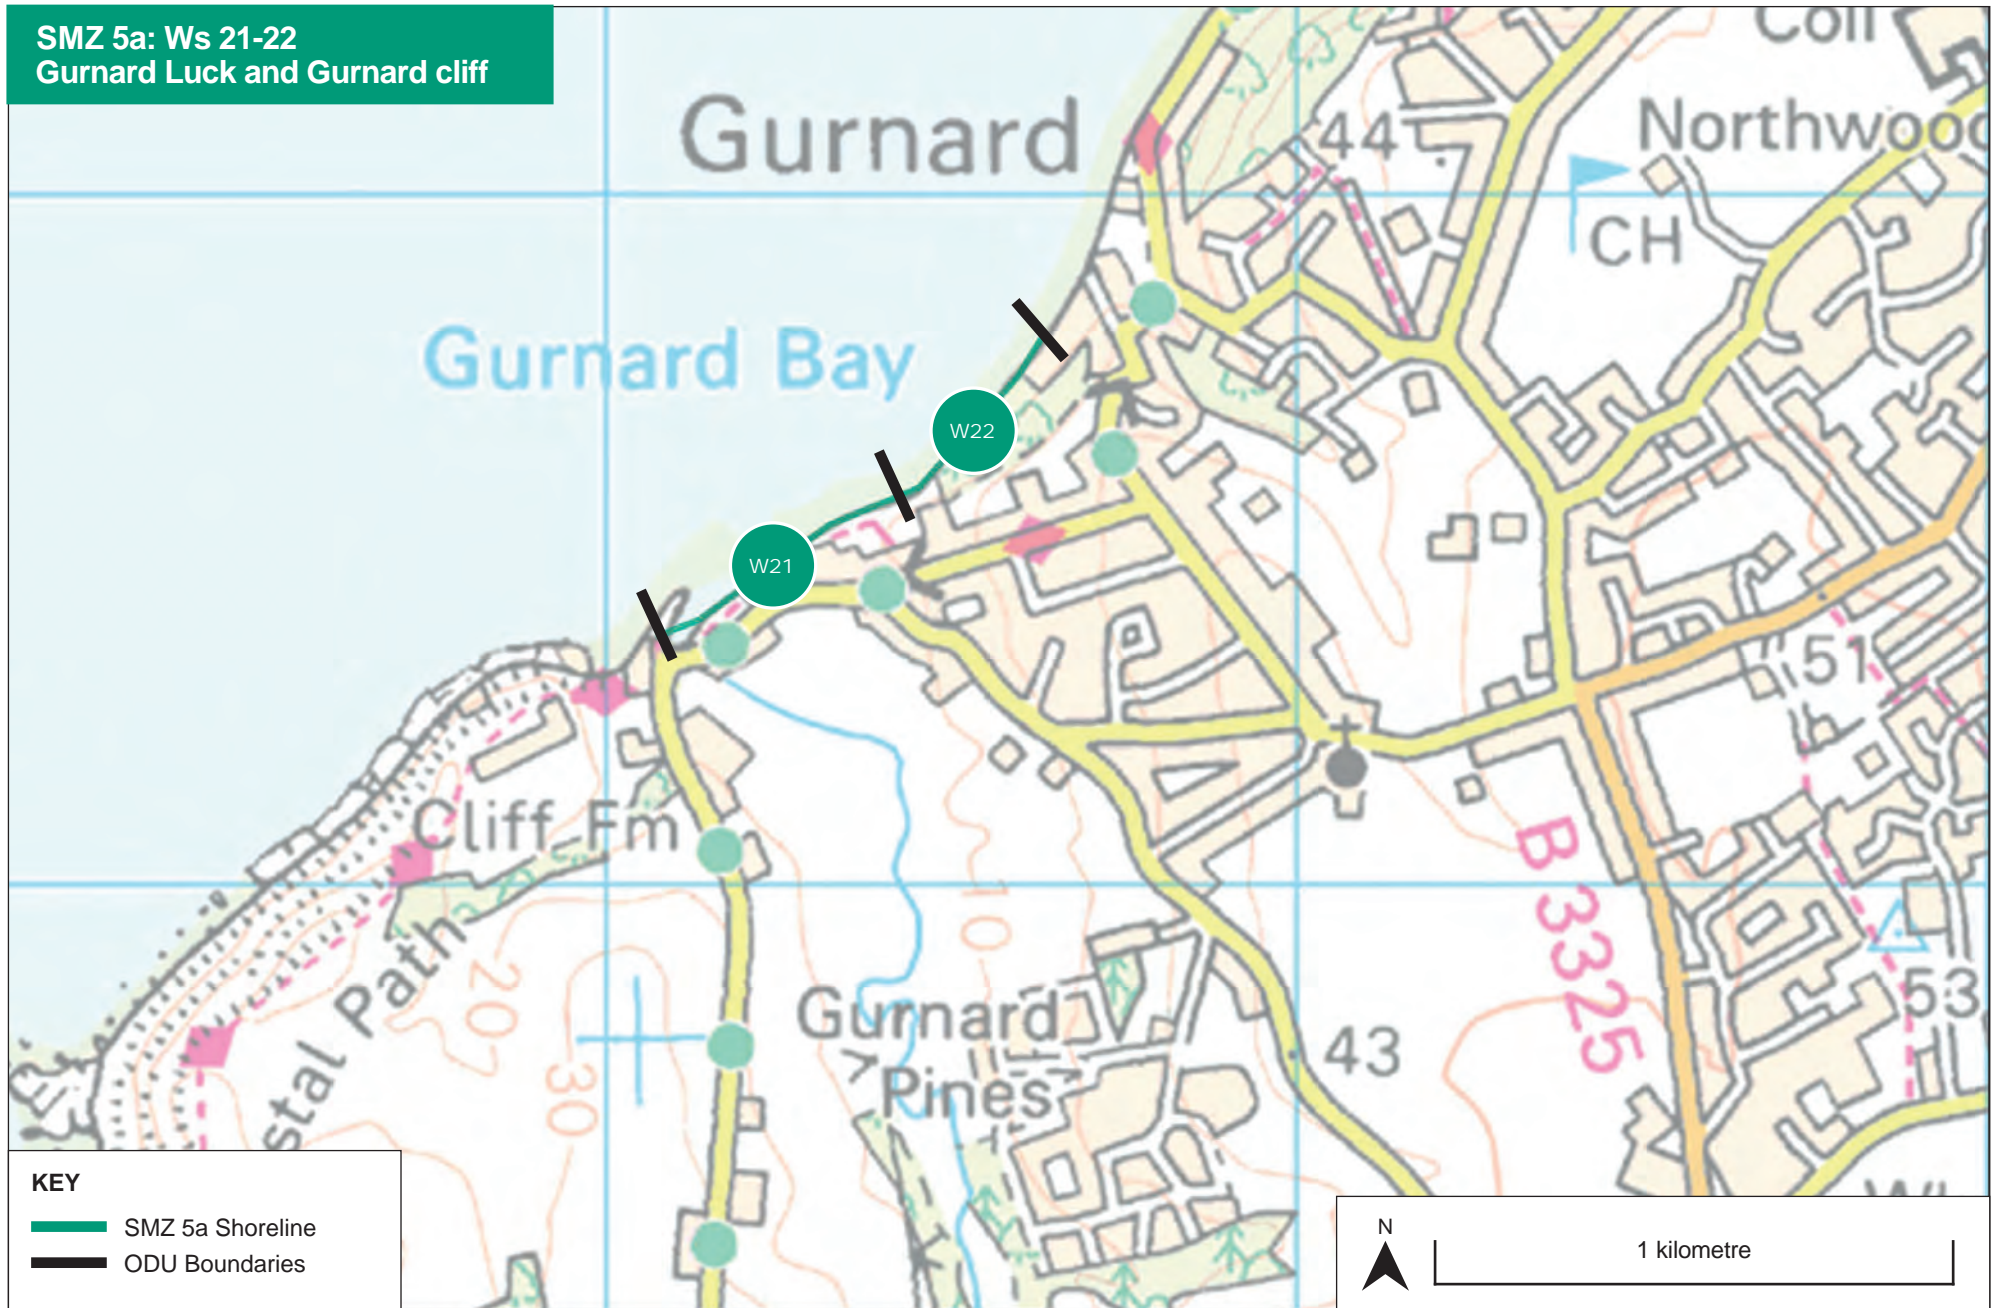 SMZ 5a: Ws 21-22
Gurnard Luck and Gurnard cliff
Coll
Gurnard
44
Northwood
CH
Gurnard Bay
W22
W21
51
Cliff Fm
B 3325
10
20
stal Path
53
Gurnard
Pines
43
30
KEY
SMZ 5a Shoreline
ODU Boundaries
N
1 kilometre